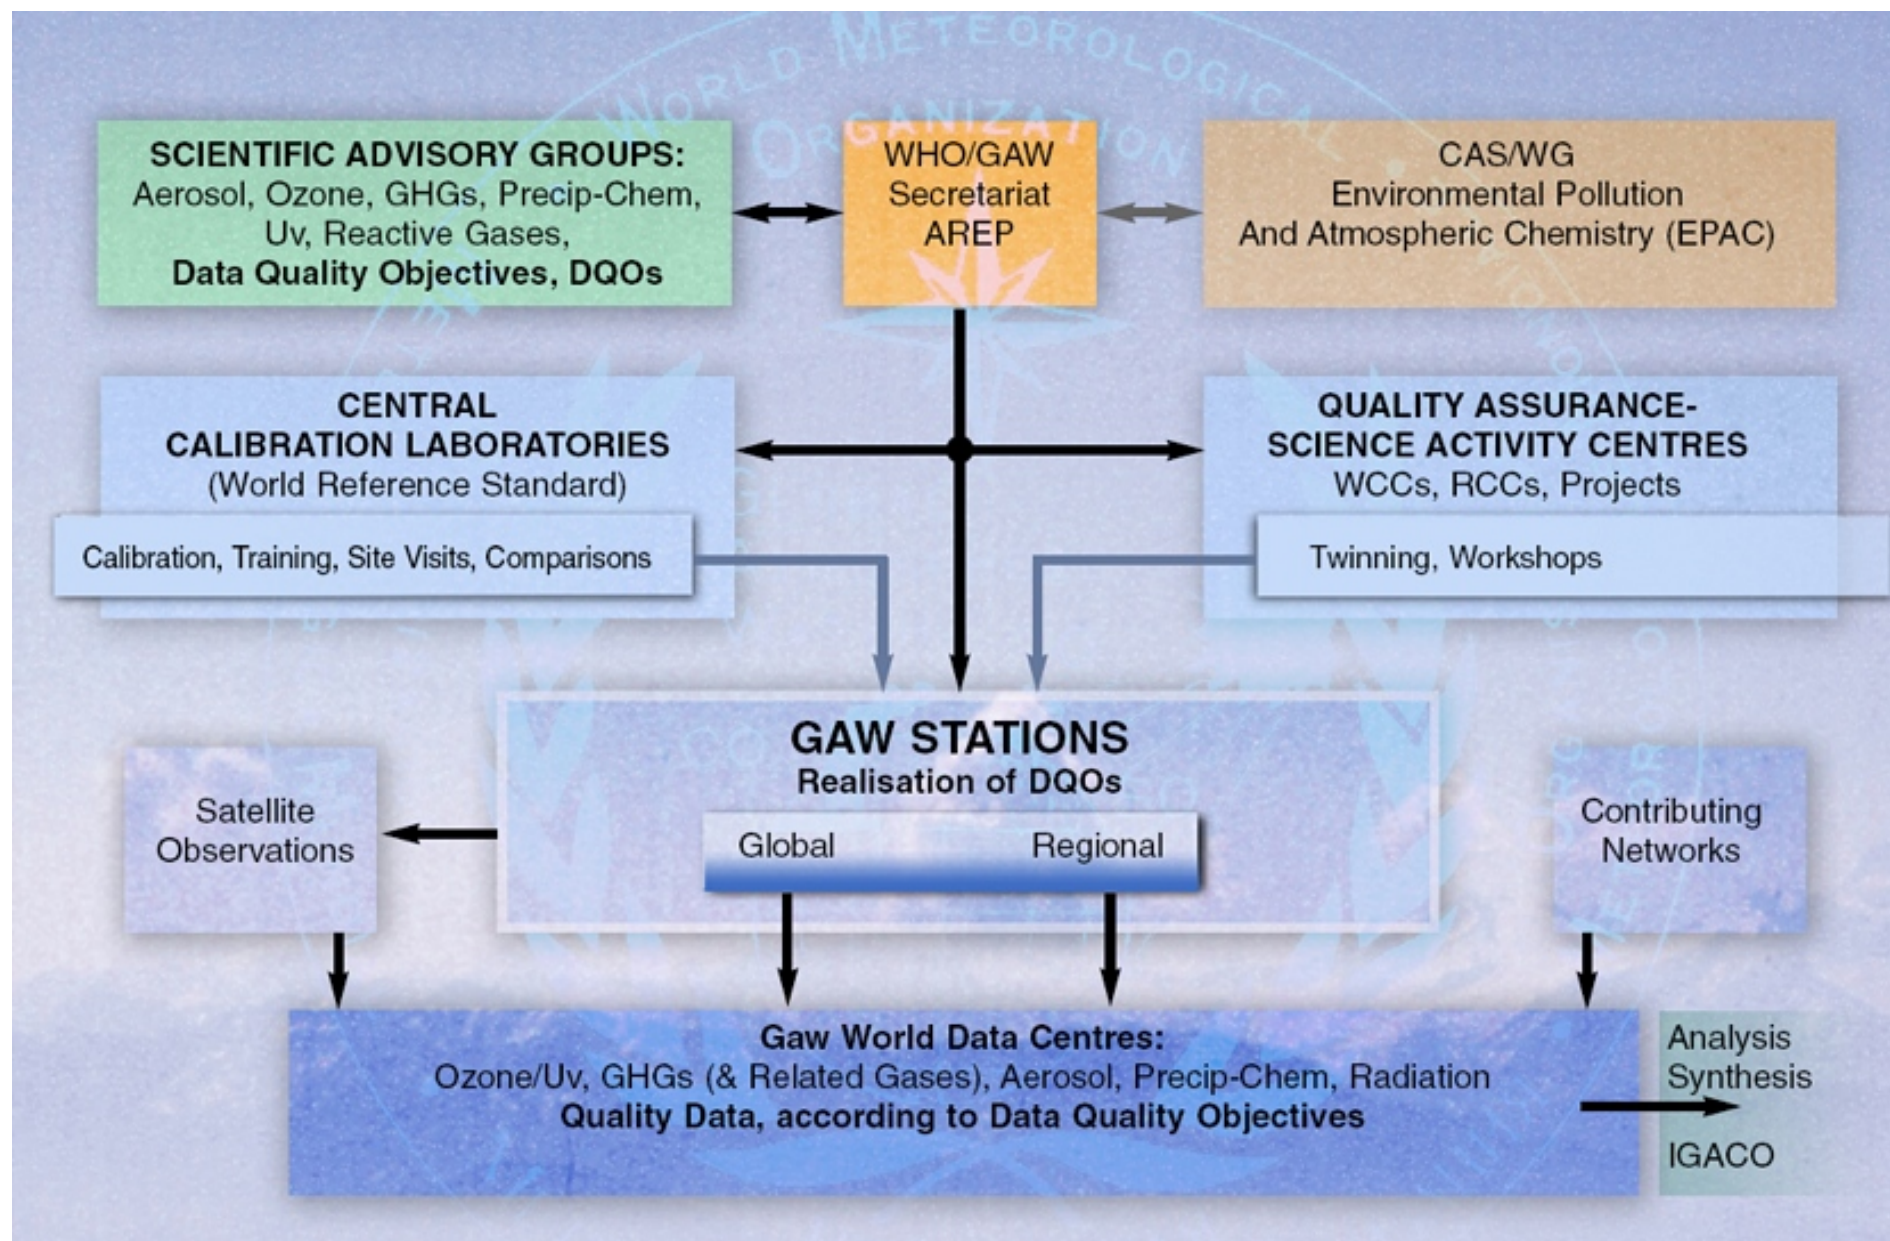 WORLD METEOROLOGICAL
ORGANIZATION
SCIENTIFIC ADVISORY GROUPS:
Aerosol, Ozone, GHGs, Precip-Chem,
Uv, Reactive Gases,
Data Quality Objectives, DQOs
WHO/GAW
Secretariat
AREP
CAS/WG
Environmental Pollution
And Atmospheric Chemistry (EPAC)
CENTRAL
CALIBRATION LABORATORIES
(World Reference Standard)
Calibration, Training, Site Visits, Comparisons
QUALITY ASSURANCE-
SCIENCE ACTIVITY CENTRES
WCCs, RCCs, Projects
Twinning, Workshops
GAW STATIONS
Realisation of DQOs
Global
Regional
Satellite
Observations
Contributing
Networks
Gaw World Data Centres:
Ozone/Uv, GHGs (& Related Gases), Aerosol, Precip-Chem, Radiation
Quality Data, according to Data Quality Objectives
Analysis
Synthesis
IGACO